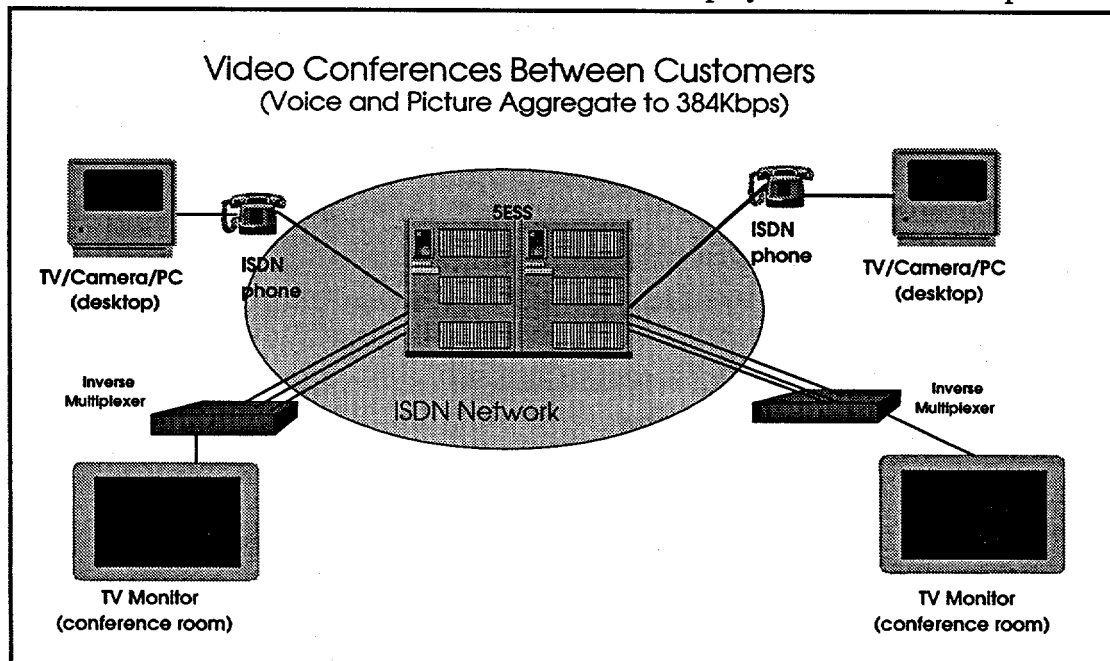 Video Conferences Between Customers
(Voice and Picture Aggregate to 384Kbps)
5ESS
ISDN
phone
ISDN
phone
TV/Camera/PC
(desktop)
TV/Camera/PC
(desktop)
Inverse
Multiplexer
Inverse
Multiplexer
ISDN Network
TV Monitor
(conference room)
TV Monitor
(conference room)